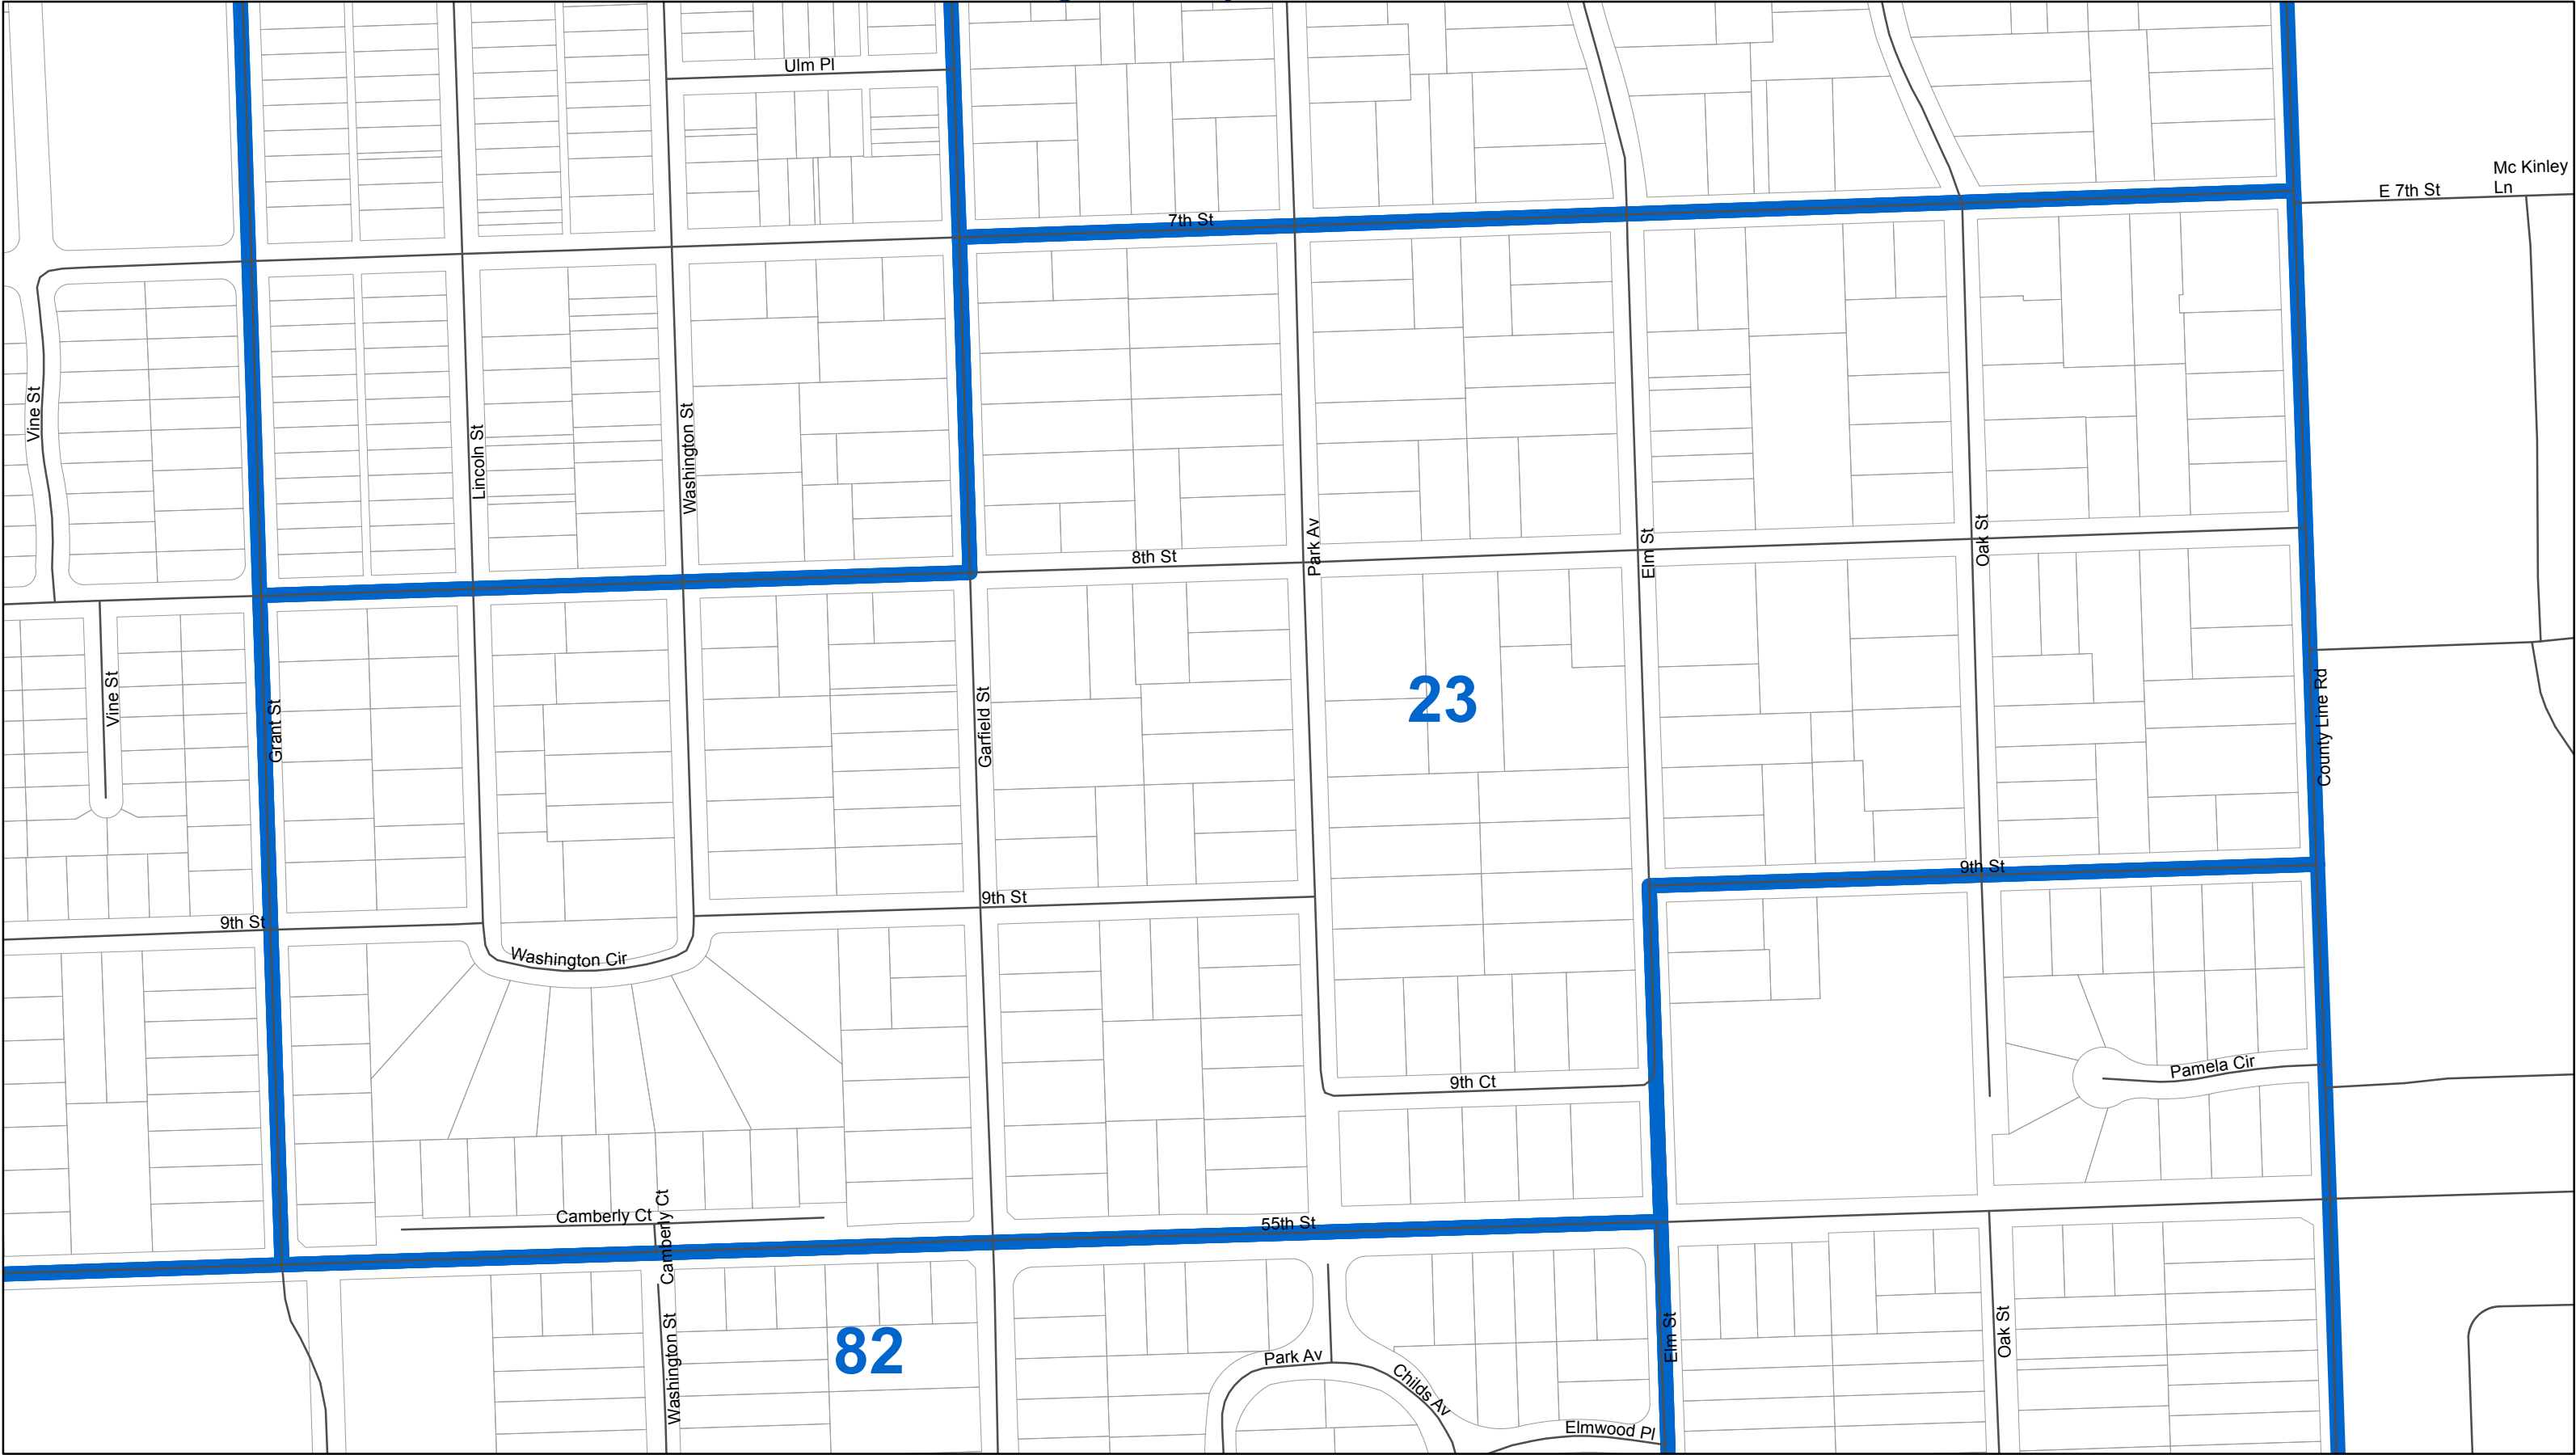 Ulm Pl
Mc Kinley
Ln
E 7th St
7th St
Vine St
Lincoln St
Washington St
8th St
Park Av
Elm St
Oak St
Vine St
Grant St
Garfield St
23
County Line Rd
9th St
9th St
9th St
Washington Cir
Pamela Cir
9th Ct
Camberly Ct
Camberly Ct
55th St
Washington St
82
Park Av
Childs Av
Elm St
Oak St
Elmwood Pl